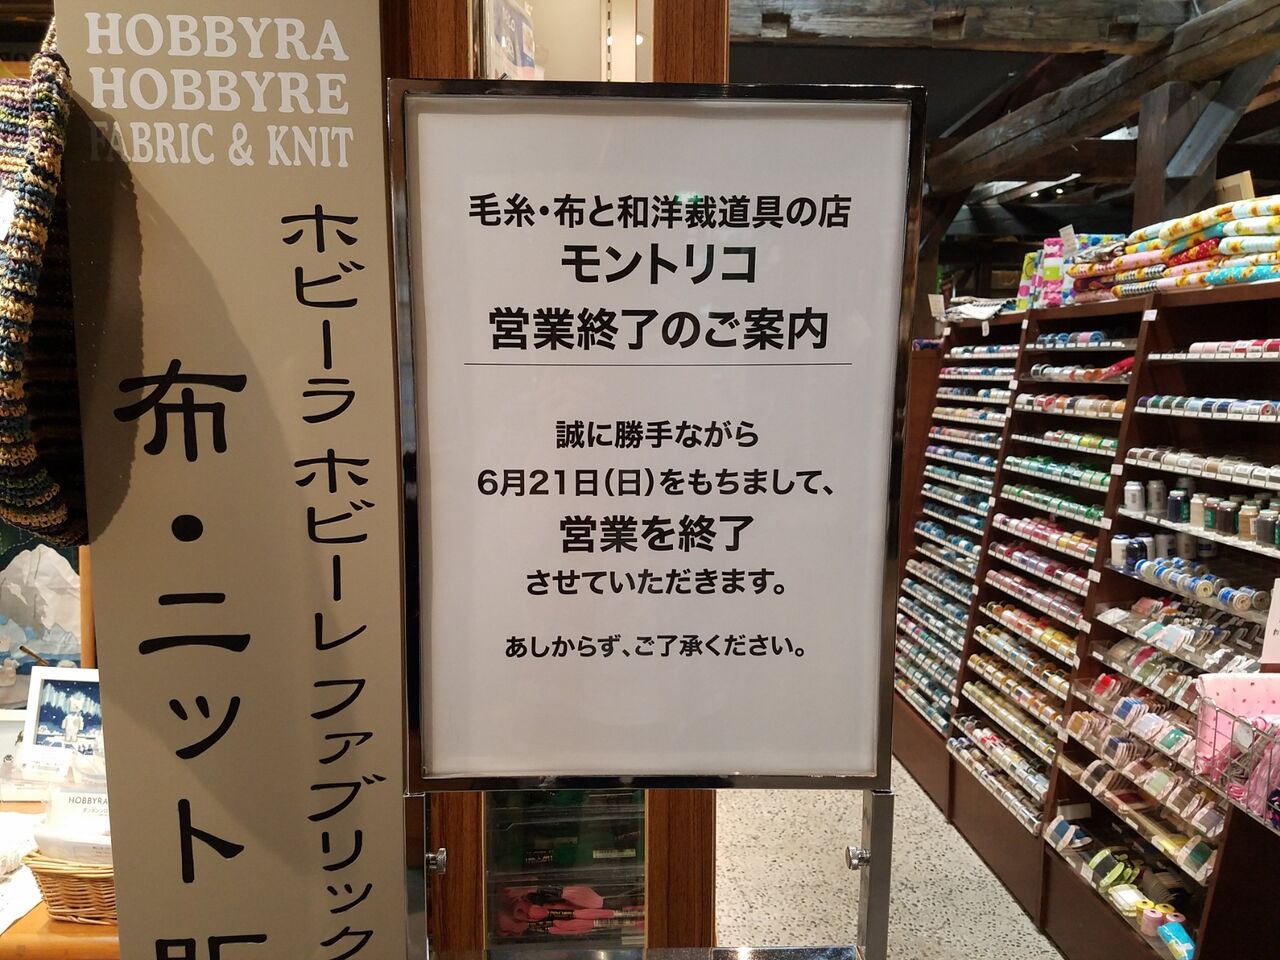 HOBBYRA
HOBBYRE
FABRIC & KNIT
ホビーラ ホビーレ ファブリック
布・ニット
毛糸・布と和洋裁道具の店
モントリコ
営業終了のご案内
誠に勝手ながら
6月21日(日)をもちまして、
営業を終了
させていただきます。
あしからず、ご了承ください。
HOBBYRA